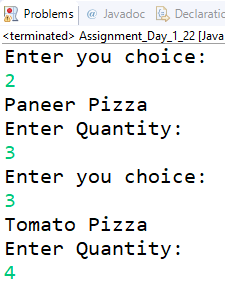 Problems @ Javadoc Declaratio
<terminated> Assignment_Day_1_22 [Java
Enter you choice:
2
Paneer Pizza
Enter Quantity:
3
Enter you choice:
3
Tomato Pizza
Enter Quantity:
4